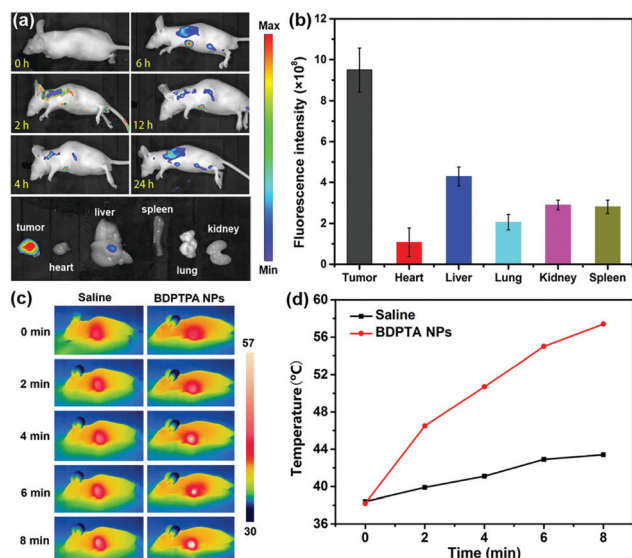 (a)
Max
0 h
6 h
2 h
12 h
4 h
24 h
tumor
heart
liver
spleen
lung
kidney
Min
(b)
Fluorescence intensity (×10⁸)
12
10
8
6
4
2
0
Tumor
Heart
Liver
Lung
Kidney
Spleen
(c)
Saline
BDPTPA NPs
0 min
2 min
4 min
6 min
8 min
57
30
(d)
Saline
BDPTA NPs
Temperature (℃)
60
56
52
48
44
40
36
0
2
4
6
8
Time (min)